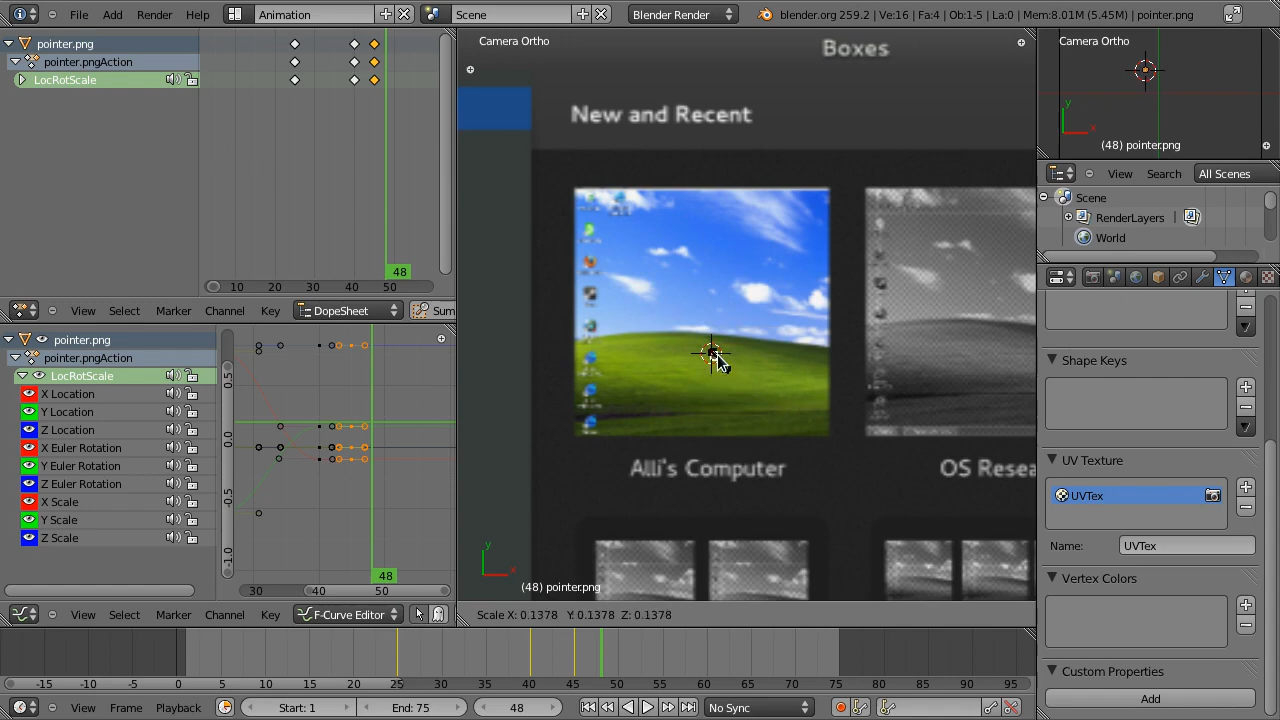 File Add Render Help Animation Scene Blender Render blender.org 259.2 | Ve:16 | Fa:4 | Ob:1-5 | La:0 | Mem:8.01M (5.45M) | pointer.png
pointer.png
pointer.pngAction
LocRotScale
48
10 20 30 40 50
View Select Marker Channel Key DopeSheet Sum
pointer.png
pointer.pngAction
LocRotScale
X Location
Y Location
Z Location
X Euler Rotation
Y Euler Rotation
Z Euler Rotation
X Scale
Y Scale
Z Scale
0.5
0.0
-0.5
-1.0
48
30 40 50
View Select Marker Channel Key F-Curve Editor
Camera Ortho
Boxes
New and Recent
Alli's Computer
OS Resea
y
x
(48) pointer.png
Scale X: 0.1378 Y: 0.1378 Z: 0.1378
Camera Ortho
y
x
(48) pointer.png
View Search All Scenes
Scene
RenderLayers
World
Shape Keys
UV Texture
UVTex
Name: UVTex
Vertex Colors
Custom Properties
Add
-15 -10 -5 0 5 10 15 20 25 30 35 40 45 50 55 60 65 70 75 80 85 90 95
View Frame Playback Start: 1 End: 75 48 No Sync